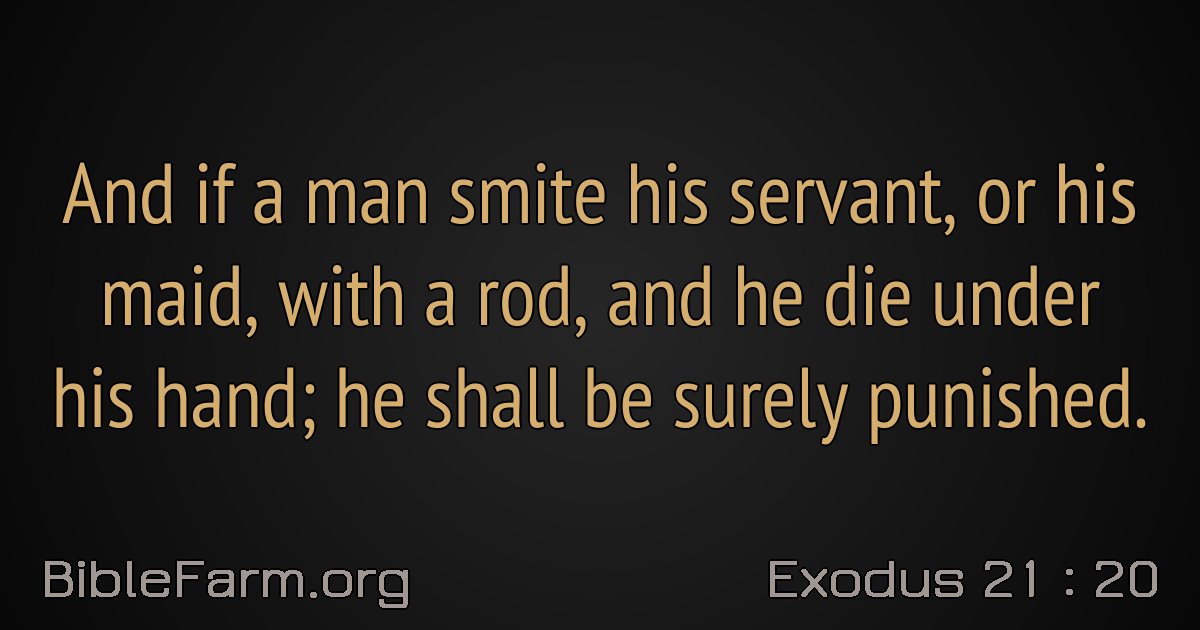 And if a man smite his servant, or his
maid, with a rod, and he die under
his hand; he shall be surely punished.
BibleFarm.org
Exodus 21 : 20